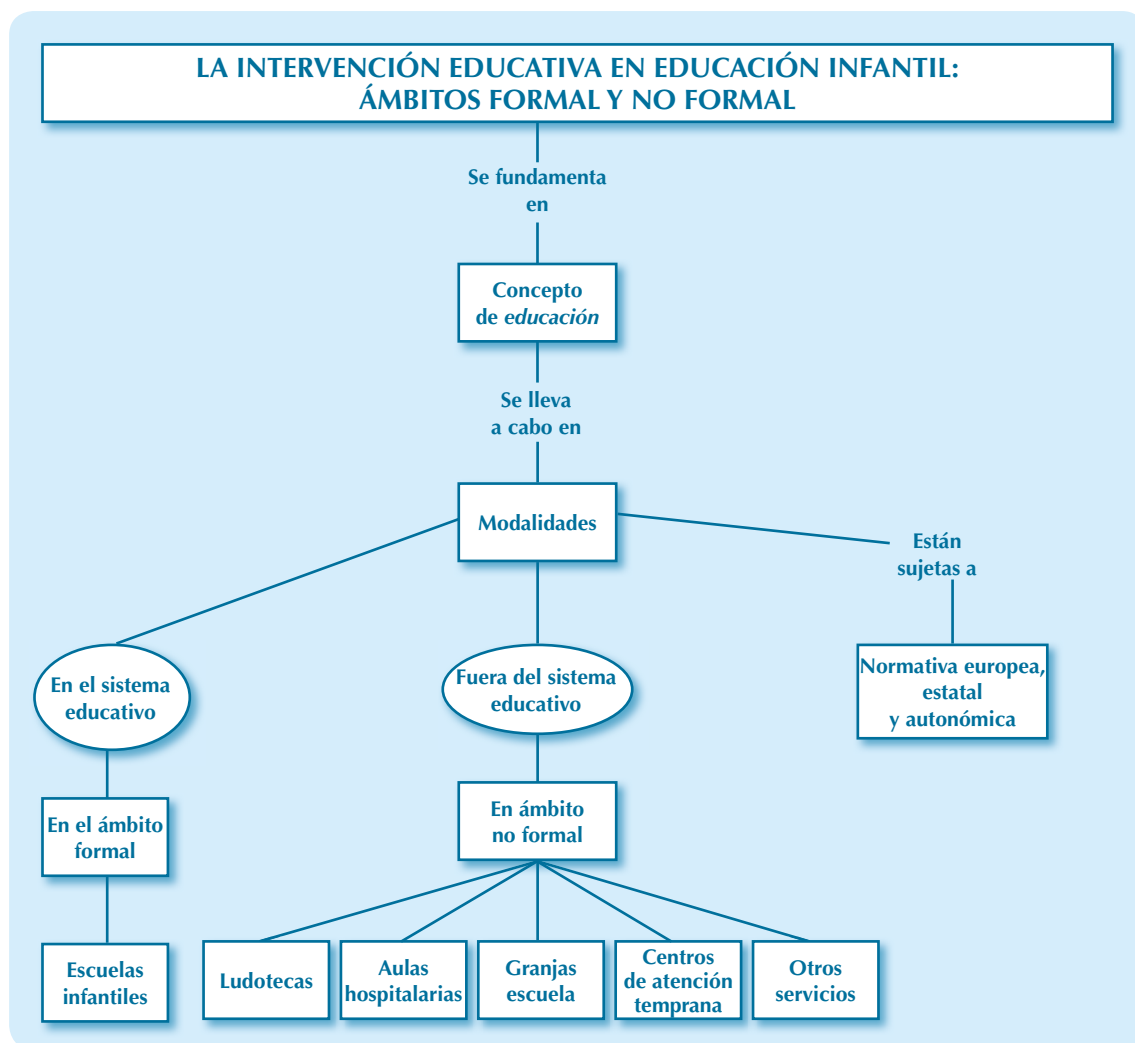 LA INTERVENCIÓN EDUCATIVA EN EDUCACIÓN INFANTIL:
ÁMBITOS FORMAL Y NO FORMAL
Se fundamenta
en
Concepto
de educación
Se lleva
a cabo en
Modalidades
Están
sujetas a
En el sistema
educativo
Fuera del sistema
educativo
Normativa europea,
estatal
y autonómica
En el ámbito
formal
En ámbito
no formal
Escuelas
infantiles
Ludotecas
Aulas
hospitalarias
Granjas
escuela
Centros
de atención
temprana
Otros
servicios